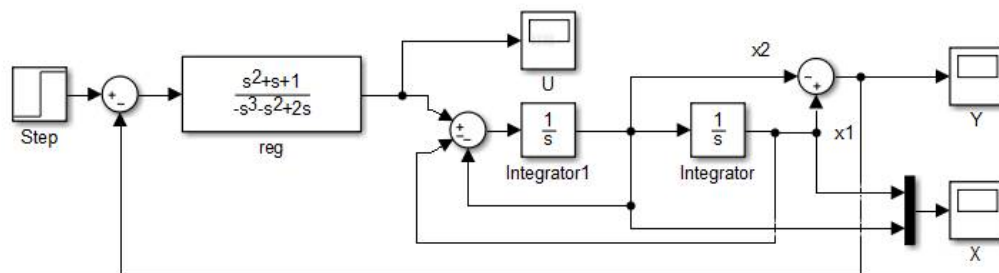 Step
+
−
s2+s+1
-s3-s2+2s
reg
U
+
−
−
1
s
Integrator1
1
s
Integrator
x2
−
+
x1
Y
X